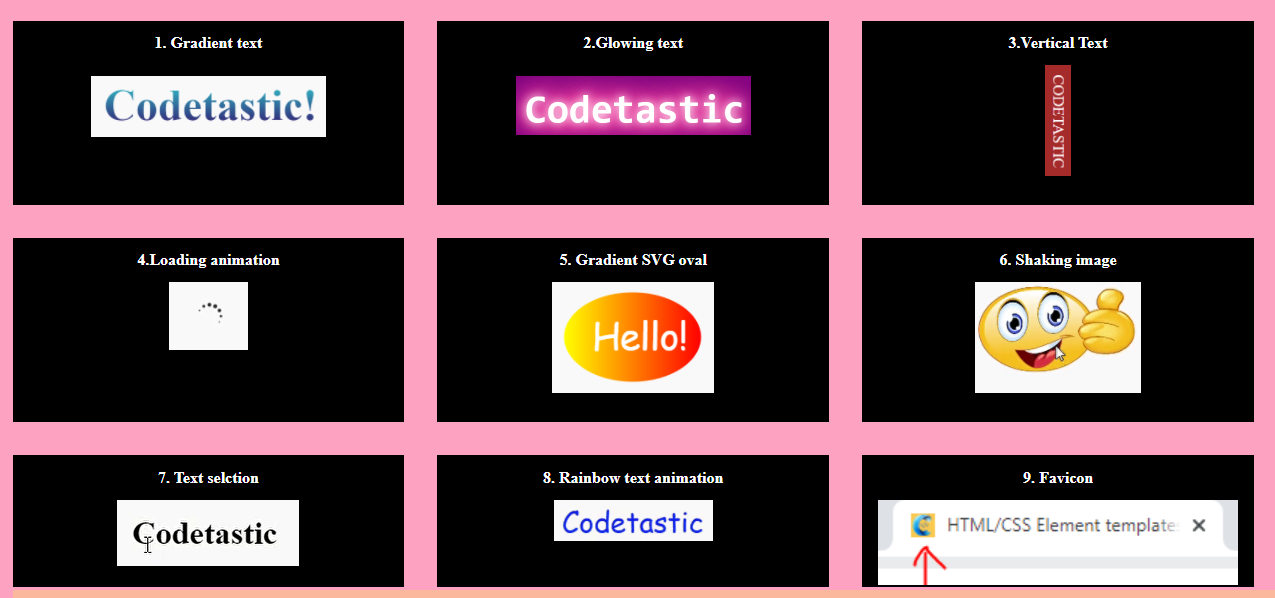 1. Gradient text
Codetastic!
2.Glowing text
Codetastic
3.Vertical Text
CODETASTIC
4.Loading animation
5. Gradient SVG oval
Hello!
6. Shaking image
7. Text selction
Codetastic
8. Rainbow text animation
Codetastic
9. Favicon
HTML/CSS Element template